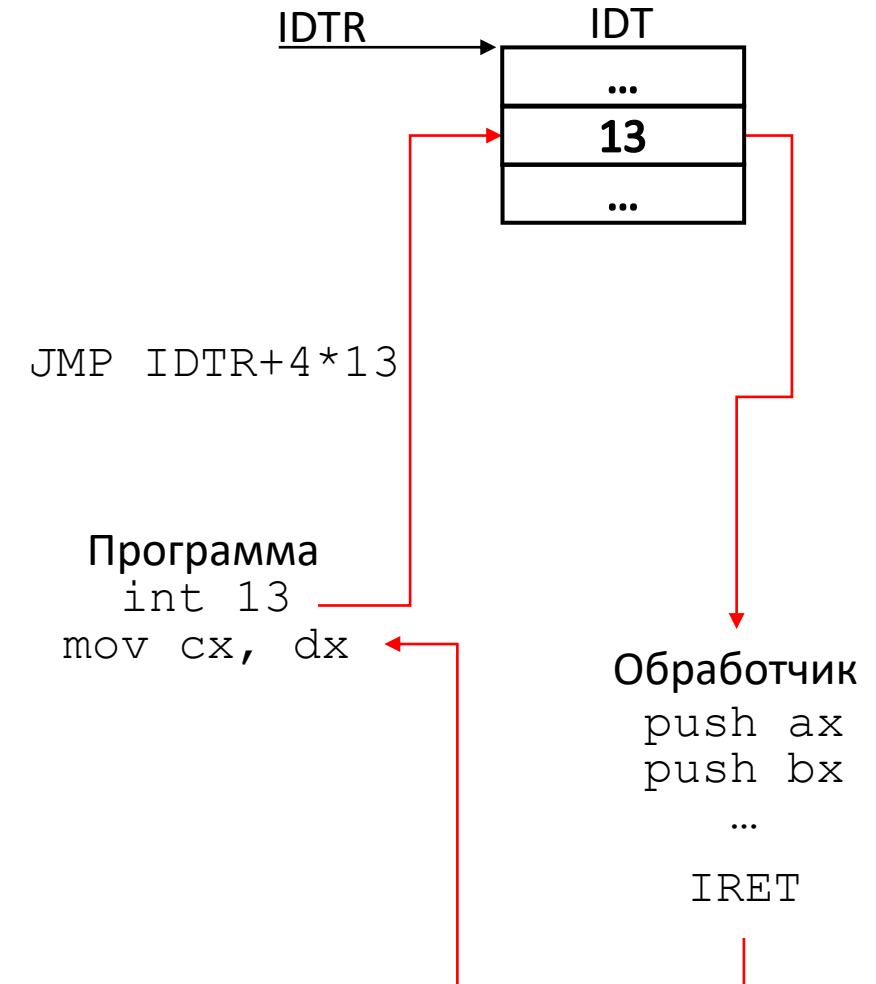 IDTR
IDT
...
13
...
JMP IDTR+4*13
Программа
int 13
mov cx, dx
Обработчик
push ax
push bx
…
IRET